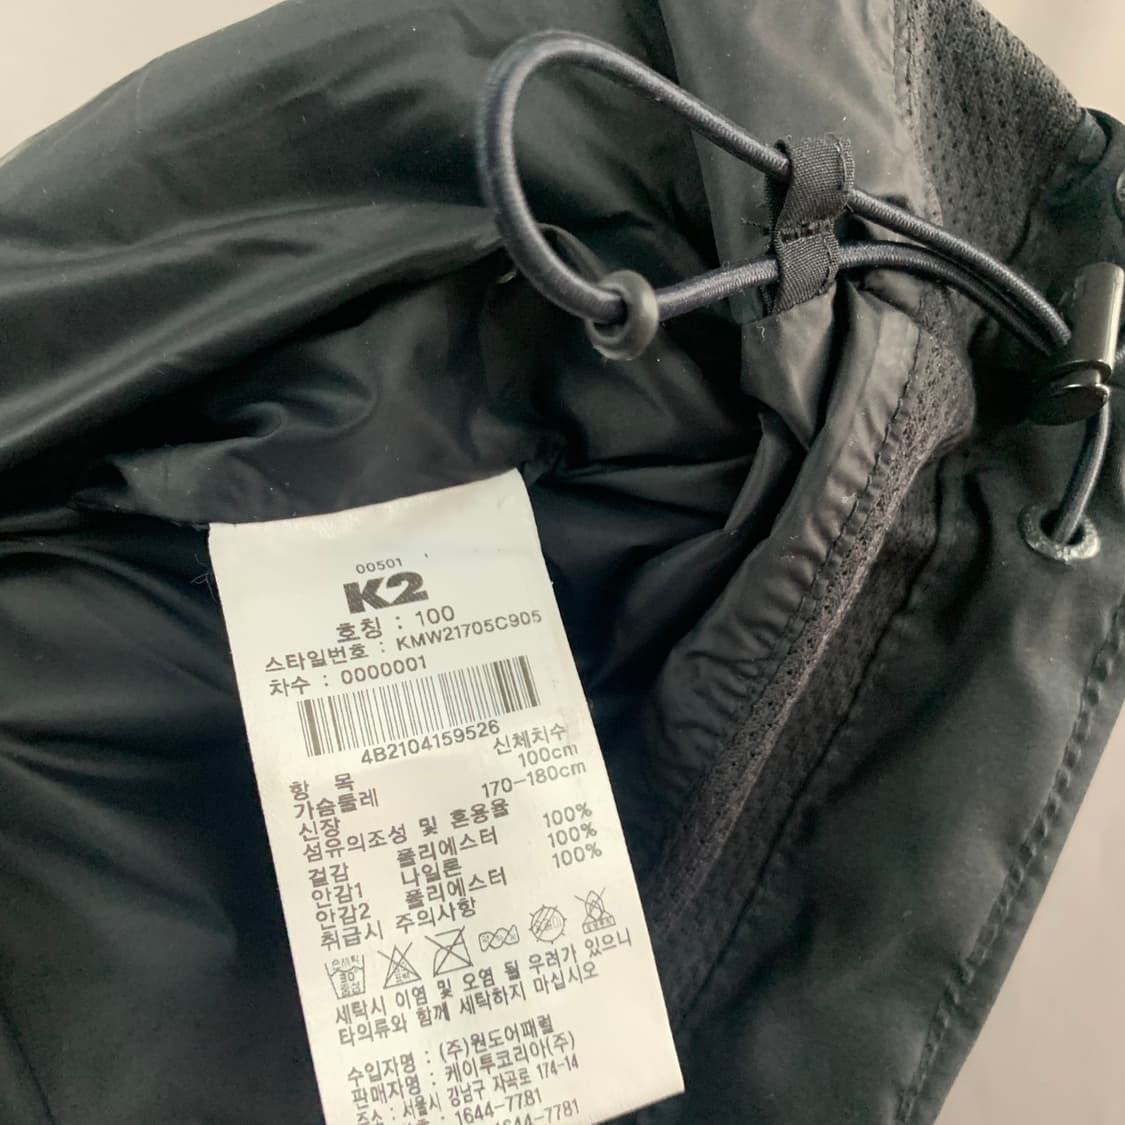 00501
K2
호칭 : 100
스타일번호 : KMW21705C905
차수 : 0000001
4B2104159526
항 목 신체치수
가슴둘레 100cm
신장 170-180cm
섬유의조성 및 혼용율
겉감 폴리에스터 100%
안감1 나일론 100%
안감2 폴리에스터 100%
취급시 주의사항
손세탁 30 중성
세탁시 이염 및 오염 될 우려가 있으니
타의류와 함께 세탁하지 마십시오
수입자명 : (주)원도어패럴
판매자명 : 케이투코리아(주)
주소 : 서울시 강남구 자곡로 174-14
: 1644-7781
: 1644-7781